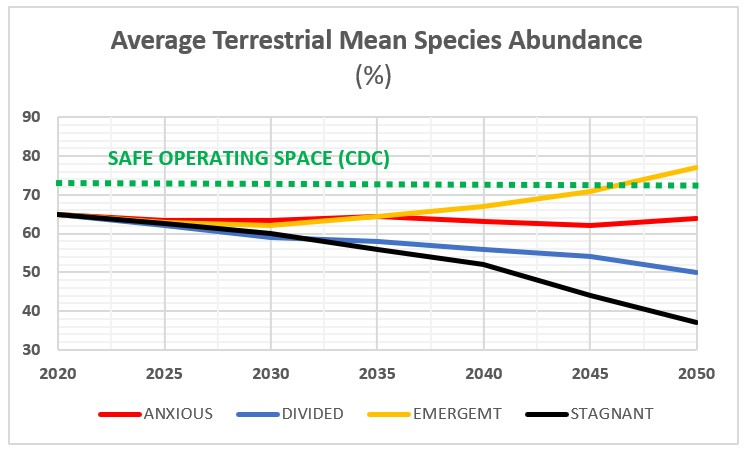 Average Terrestrial Mean Species Abundance
(%)
90
80
70
60
50
40
30
SAFE OPERATING SPACE (CDC)
2020 2025 2030 2035 2040 2045 2050
ANXIOUS DIVIDED EMERGEMT STAGNANT